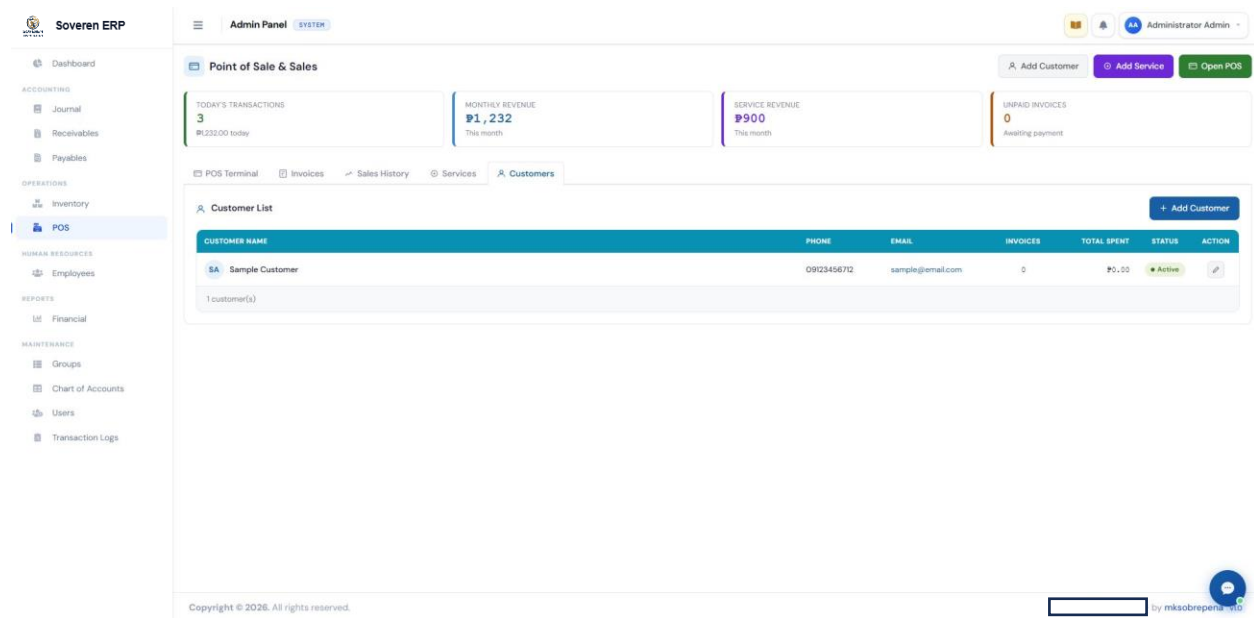 Soveren ERP
Admin Panel SYSTEM
AA Administrator Admin
Dashboard
ACCOUNTING
Journal
Receivables
Payables
OPERATIONS
Inventory
POS
HUMAN RESOURCES
Employees
REPORTS
Financial
MAINTENANCE
Groups
Chart of Accounts
Users
Transaction Logs
Point of Sale & Sales
Add Customer
Add Service
Open POS
TODAY'S TRANSACTIONS
3
₱1,232.00 today
MONTHLY REVENUE
₱1,232
This month
SERVICE REVENUE
₱900
This month
UNPAID INVOICES
0
Awaiting payment
POS Terminal Invoices Sales History Services Customers
Customer List
+ Add Customer
CUSTOMER NAME PHONE EMAIL INVOICES TOTAL SPENT STATUS ACTION
SA Sample Customer 09123456712 sample@email.com 0 ₱0.00 Active
1 customer(s)
Copyright © 2026. All rights reserved.
by mksobrepena